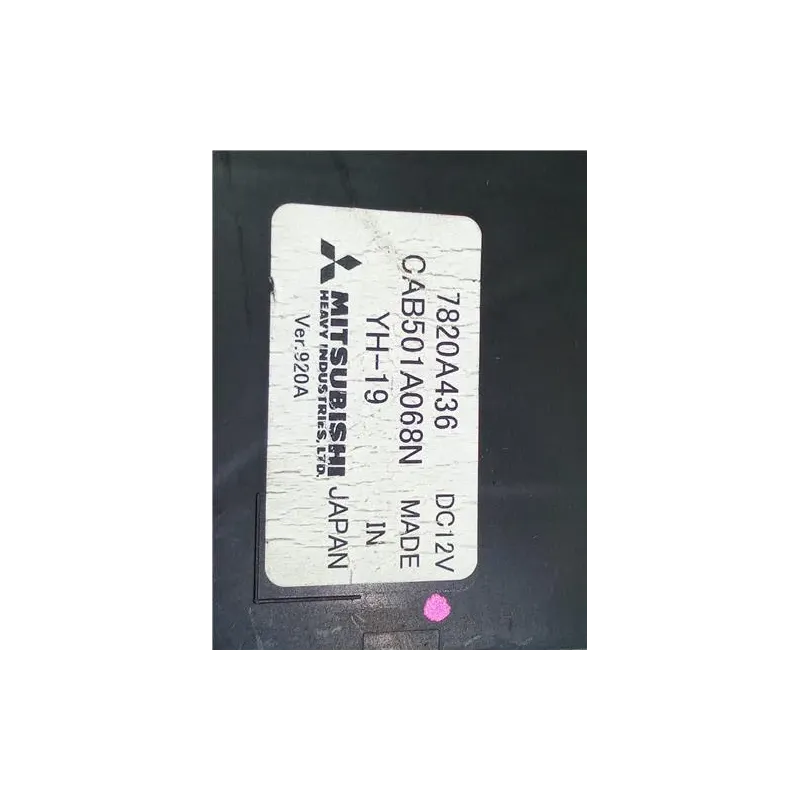 7820A436 DC12V
CAB501A068N MADE
YH-19 IN
MITSUBISHI JAPAN
HEAVY INDUSTRIES, LTD.
Ver.920A